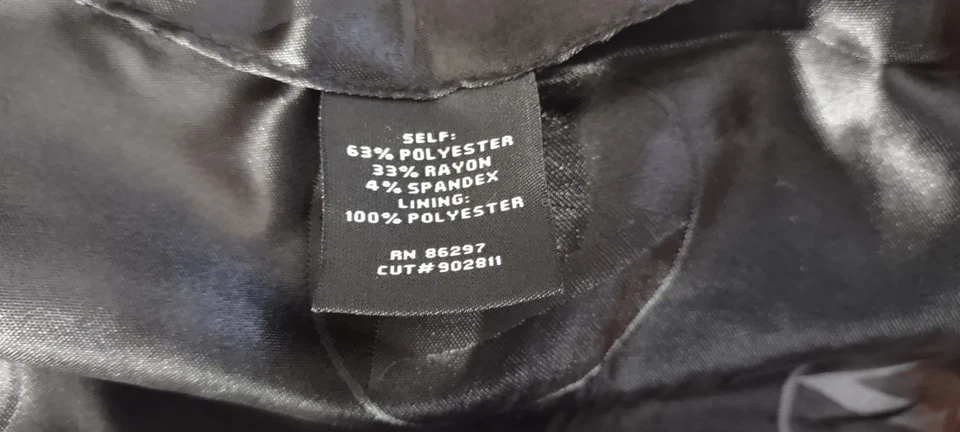 SELF:
63% POLYESTER
33% RAYON
4% SPANDEX
LINING:
100% POLYESTER
RN 86297
CUT#902811